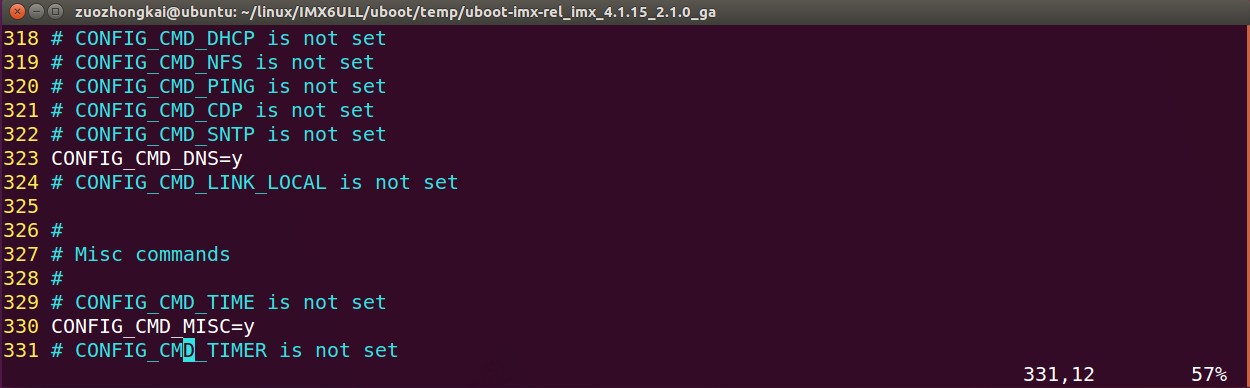 zuozhongkai@ubuntu: ~/linux/IMX6ULL/uboot/temp/uboot-imx-rel_imx_4.1.15_2.1.0_ga
318 # CONFIG_CMD_DHCP is not set
319 # CONFIG_CMD_NFS is not set
320 # CONFIG_CMD_PING is not set
321 # CONFIG_CMD_CDP is not set
322 # CONFIG_CMD_SNTP is not set
323 CONFIG_CMD_DNS=y
324 # CONFIG_CMD_LINK_LOCAL is not set
325
326 #
327 # Misc commands
328 #
329 # CONFIG_CMD_TIME is not set
330 CONFIG_CMD_MISC=y
331 # CONFIG_CMD_TIMER is not set
331,12 57%